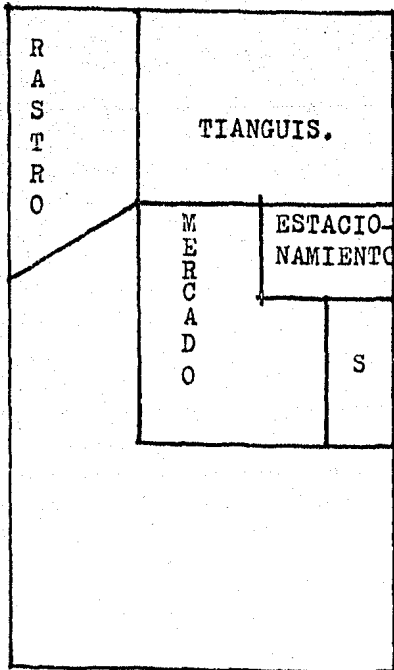 RASTRO
TIANGUIS.
MERCADO
ESTACIO-
NAMIENTO
S